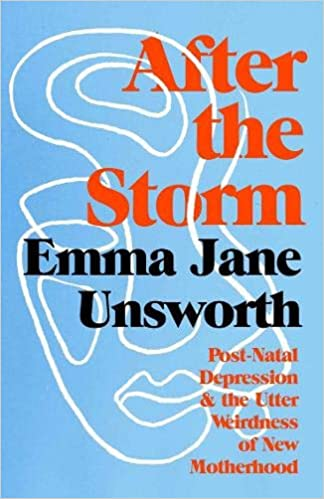 After
the
Storm
Emma Jane
Unsworth
Post-Natal
Depression
& the Utter
Weirdness
of New
Motherhood